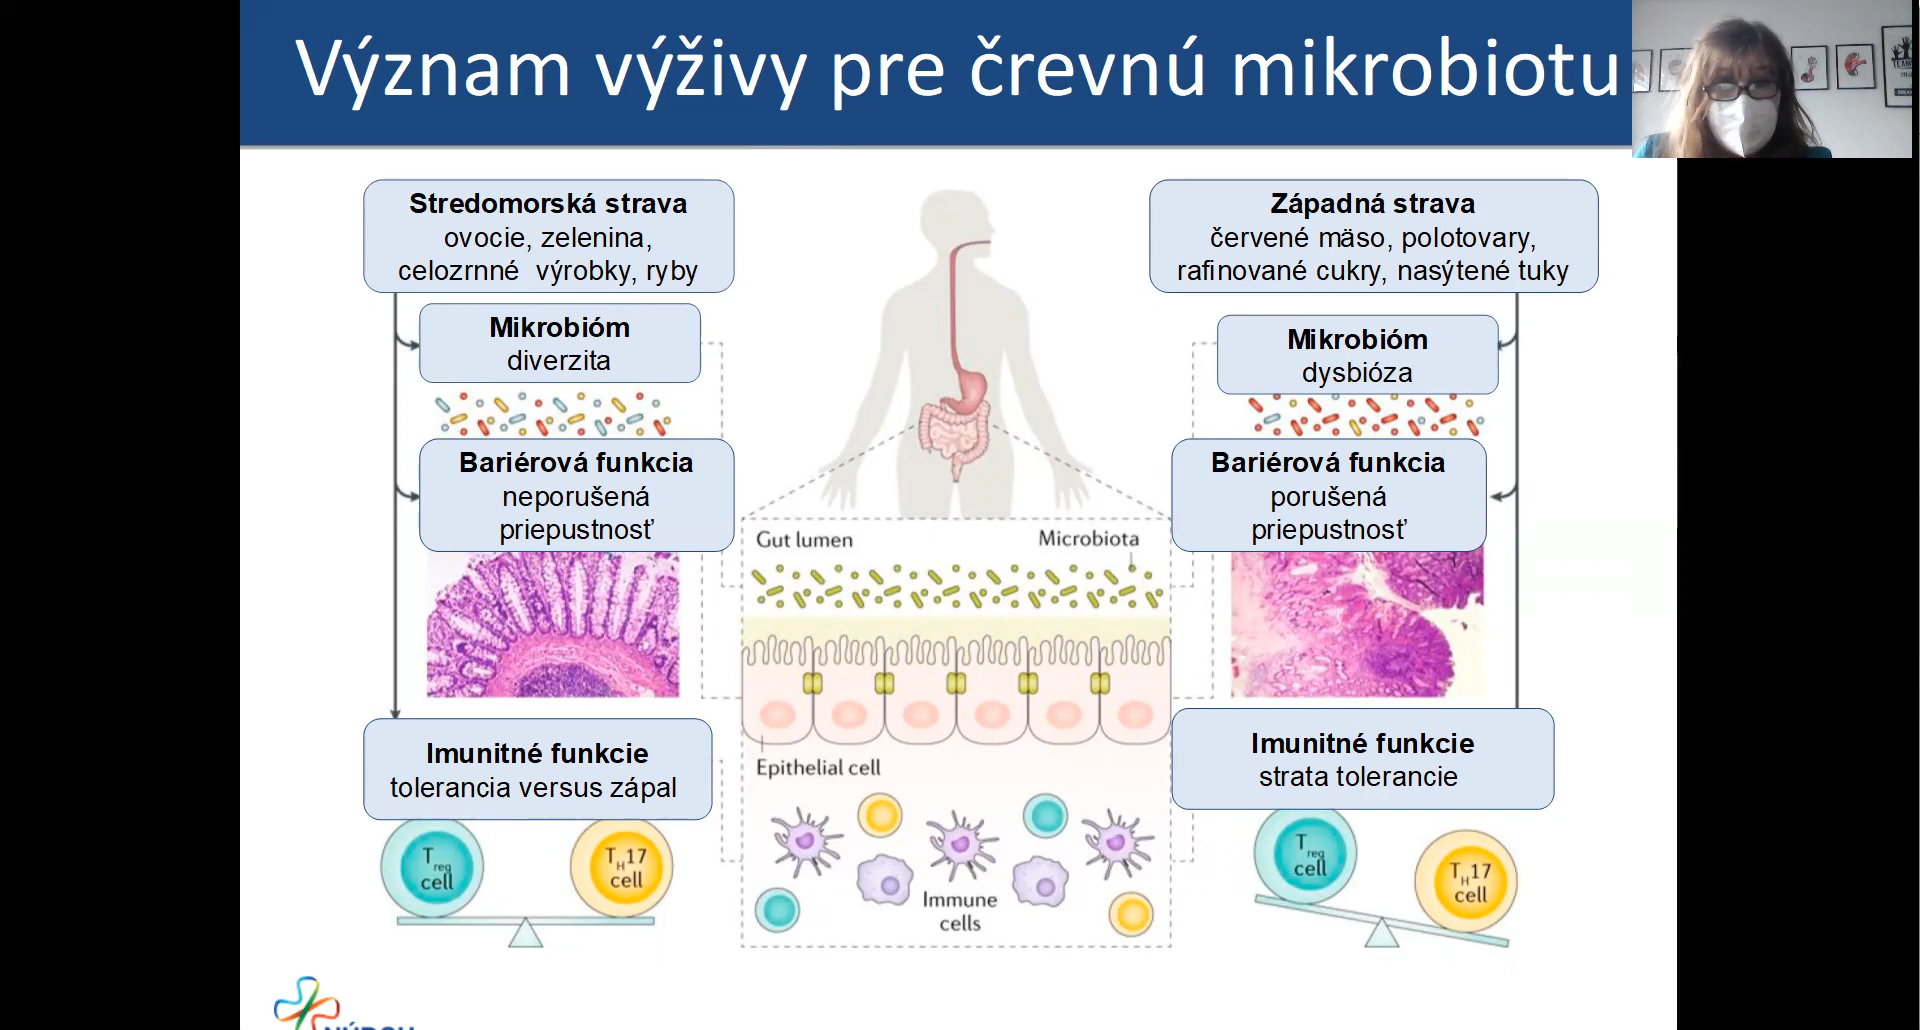 Význam výživy pre črevnú mikrobiotu
Stredomorská strava
ovocie, zelenina,
celozrnné výrobky, ryby
Mikrobióm
diverzita
Bariérová funkcia
neporušená
priepustnosť
Imunitné funkcie
tolerancia versus zápal
Treg
cell
TH17
cell
Gut lumen
Microbiota
Epithelial cell
Immune
cells
Západná strava
červené mäso, polotovary,
rafinované cukry, nasýtené tuky
Mikrobióm
dysbióza
Bariérová funkcia
porušená
priepustnosť
Imunitné funkcie
strata tolerancie
Treg
cell
TH17
cell